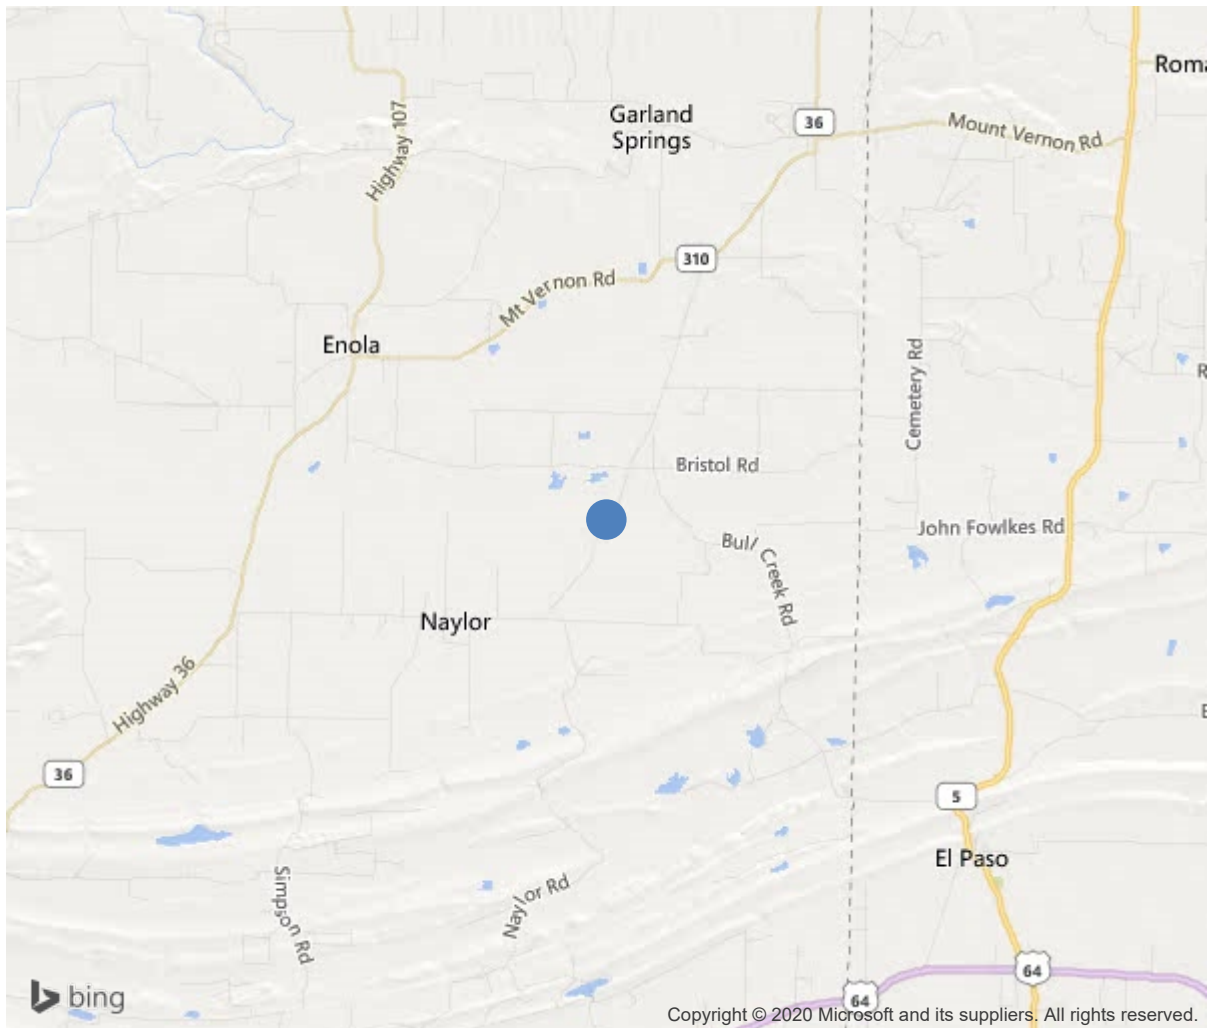 Roma
Garland
Springs
36
Mount Vernon Rd
Highway 107
310
Mt Vernon Rd
Enola
Cemetery Rd
R
Bristol Rd
John Fowlkes Rd
Bull Creek Rd
Naylor
Highway 36
E
36
5
El Paso
Simpson Rd
Naylor Rd
64
64
bing
Copyright © 2020 Microsoft and its suppliers. All rights reserved.